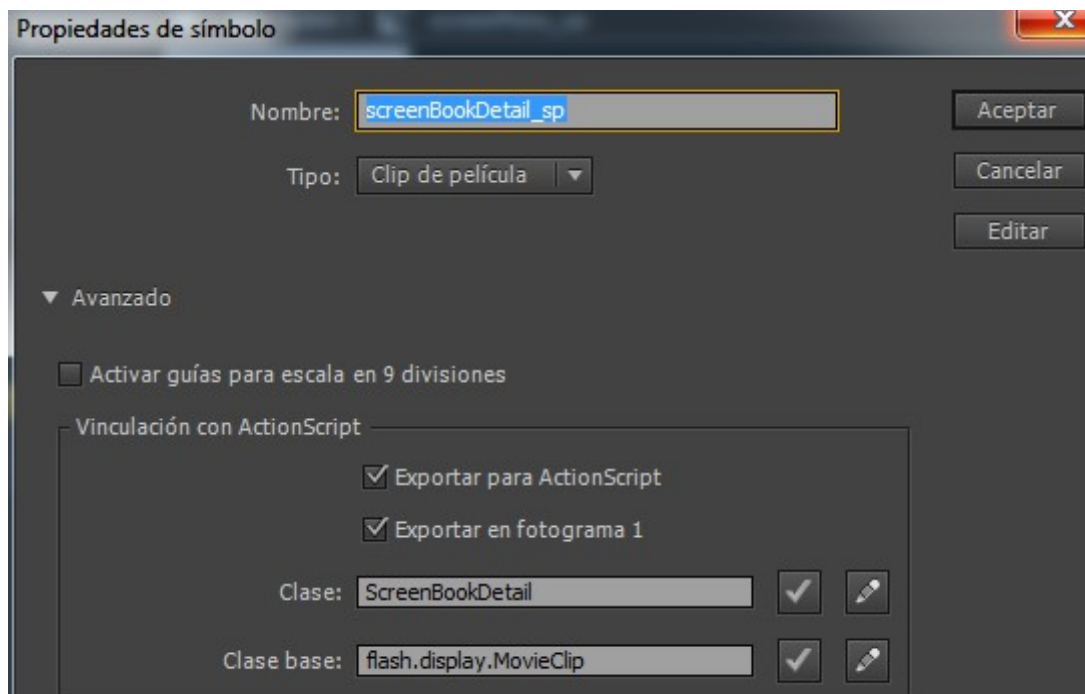 Propiedades de símbolo
X
Nombre: screenBookDetail_sp
Aceptar
Tipo: Clip de película
Cancelar
Editar
Avanzado
Activar guías para escala en 9 divisiones
Vinculación con ActionScript
Exportar para ActionScript
Exportar en fotograma 1
Clase: ScreenBookDetail
Clase base: flash.display.MovieClip